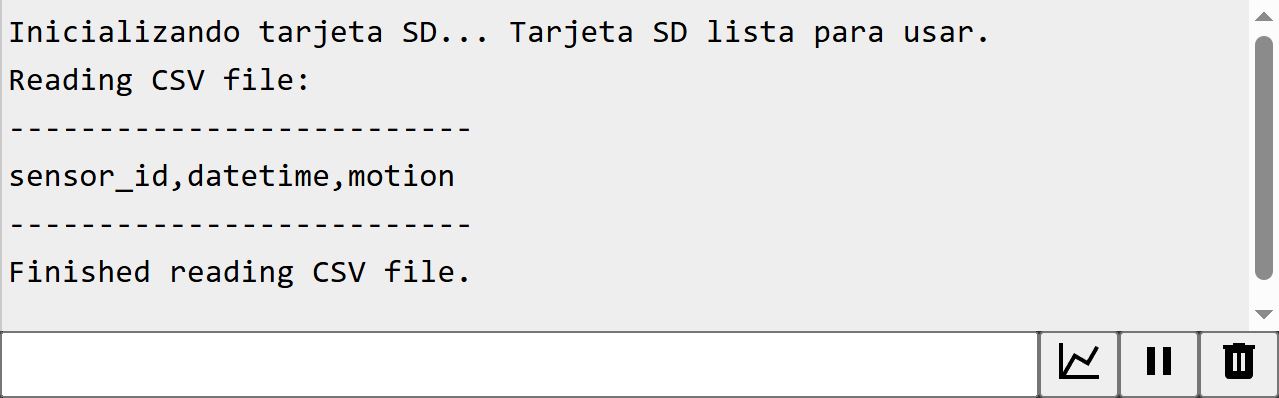 Inicializando tarjeta SD... Tarjeta SD lista para usar.
Reading CSV file:
--------------------------
sensor_id,datetime,motion
--------------------------
Finished reading CSV file.